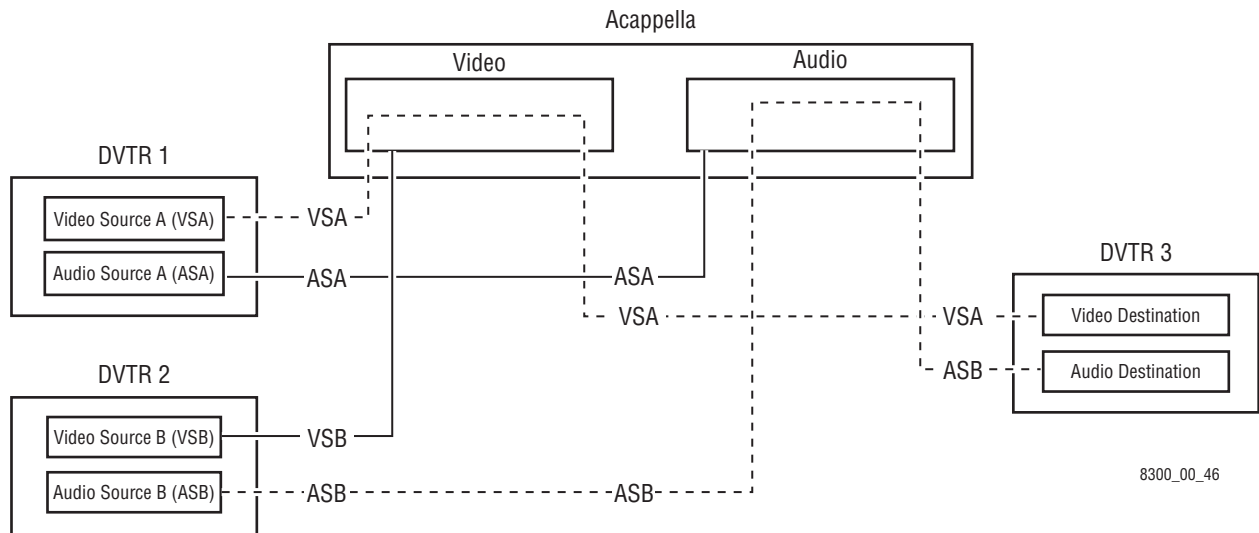 Acappella
Video
Audio
DVTR 1
Video Source A (VSA)
VSA
Audio Source A (ASA)
ASA
ASA
DVTR 3
VSA
VSA
Video Destination
ASB
Audio Destination
DVTR 2
Video Source B (VSB)
VSB
Audio Source B (ASB)
ASB
ASB
8300_00_46